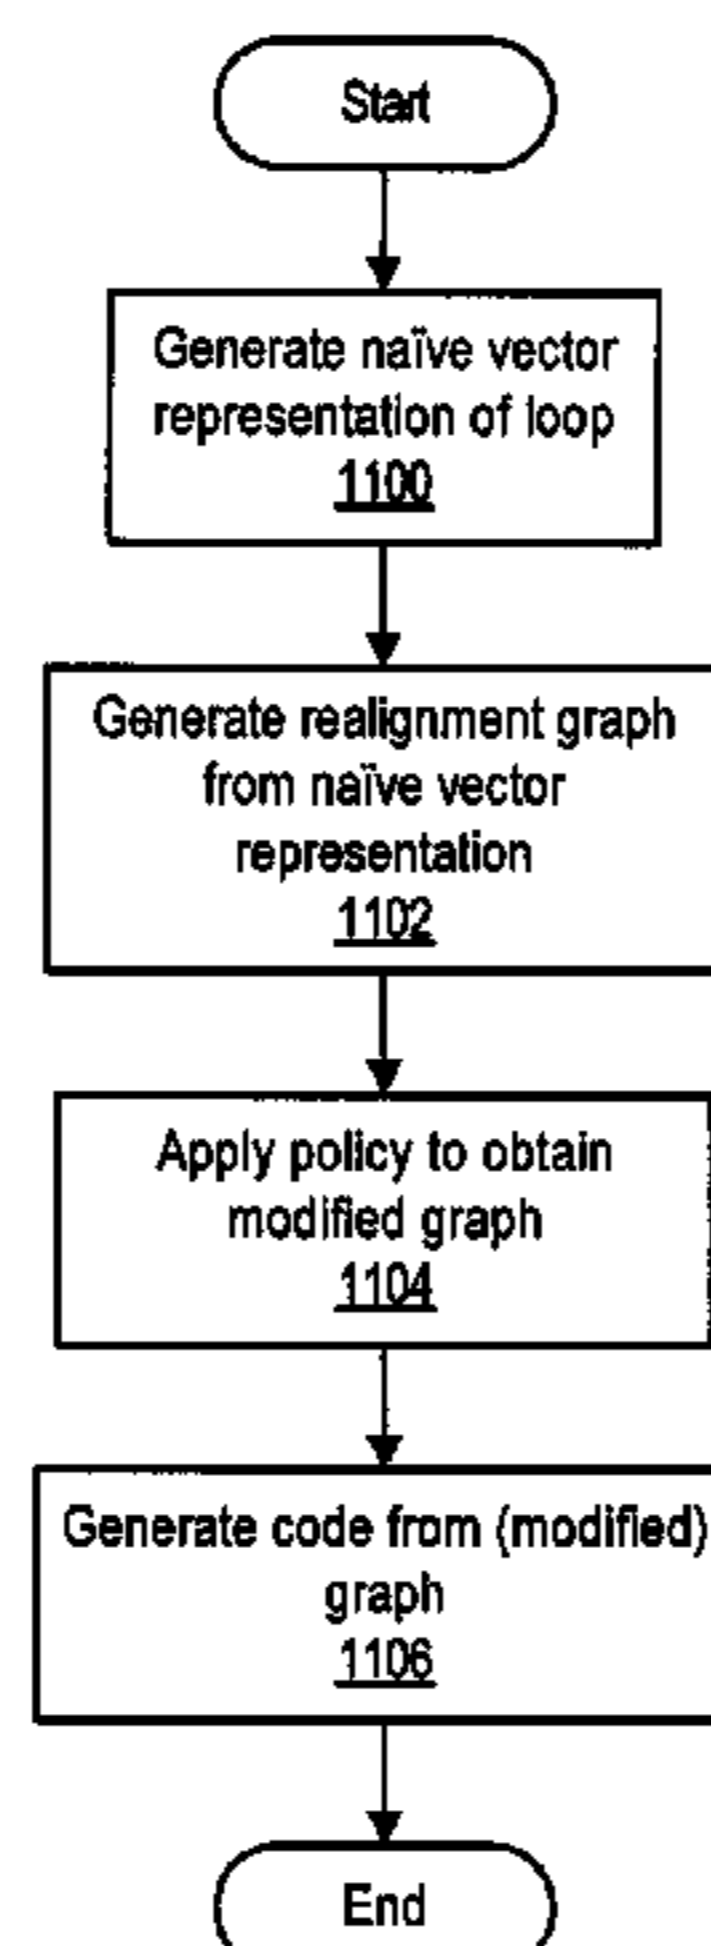 Start
Generate naïve vector
representation of loop
1100
Generate realignment graph
from naïve vector
representation
1102
Apply policy to obtain
modified graph
1104
Generate code from (modified)
graph
1106
End